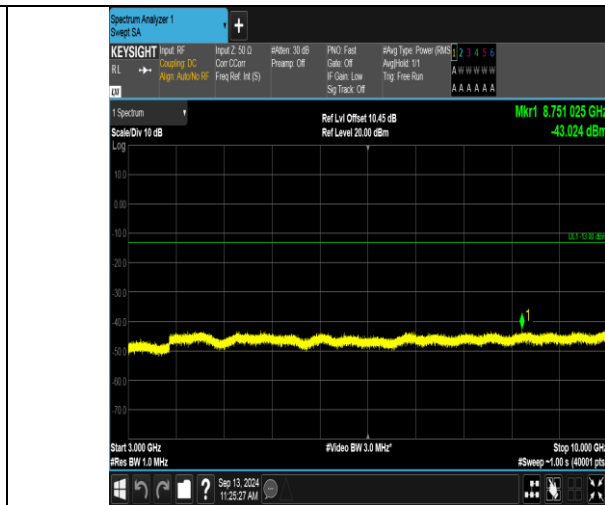 Spectrum Analyzer 1
Swept SA
+
KEYSIGHT Input: RF Input Z: 50 Ω #Atten: 30 dB PNO: Fast #Avg Type: Power (RMS 1 2 3 4 5 6
RL Coupling: DC Corr CCorr Preamp: Off Gate: Off Avg|Hold: 1/1 A W W W W W
Align: Auto/No RF Freq Ref: Int (S) IF Gain: Low Trig: Free Run
Sig Track: Off A A A A A A
1 Spectrum Ref Lvl Offset 10.45 dB Mkr1 8.751 025 GHz
Scale/Div 10 dB Ref Level 20.00 dBm -43.024 dBm
Log
10.0
0.00
-10.0
DL1 -13.00 dBm
-20.0
-30.0
1
-40.0
-50.0
-60.0
-70.0
Start 3.000 GHz #Video BW 3.0 MHz* Stop 10.000 GHz
#Res BW 1.0 MHz #Sweep ~1.00 s (40001 pts
? Sep 13, 2024
11:25:27 AM